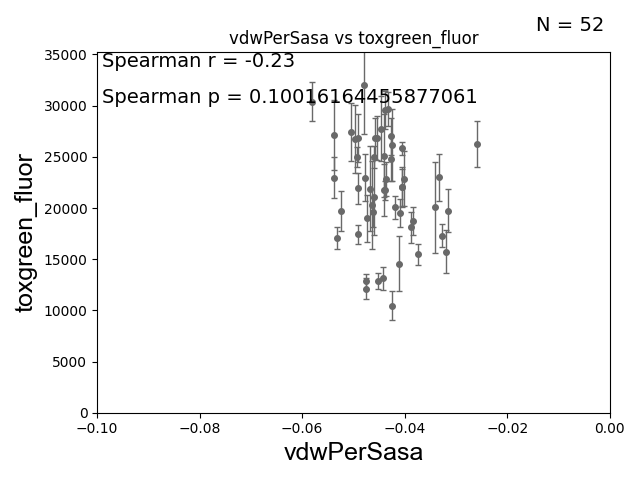 N = 52
vdwPerSasa vs toxgreen_fluor
Spearman r = -0.23
Spearman p = 0.10016164455877061
35000
30000
25000
20000
15000
10000
5000
0
toxgreen_fluor
−0.10 −0.08 −0.06 −0.04 −0.02 0.00
vdwPerSasa